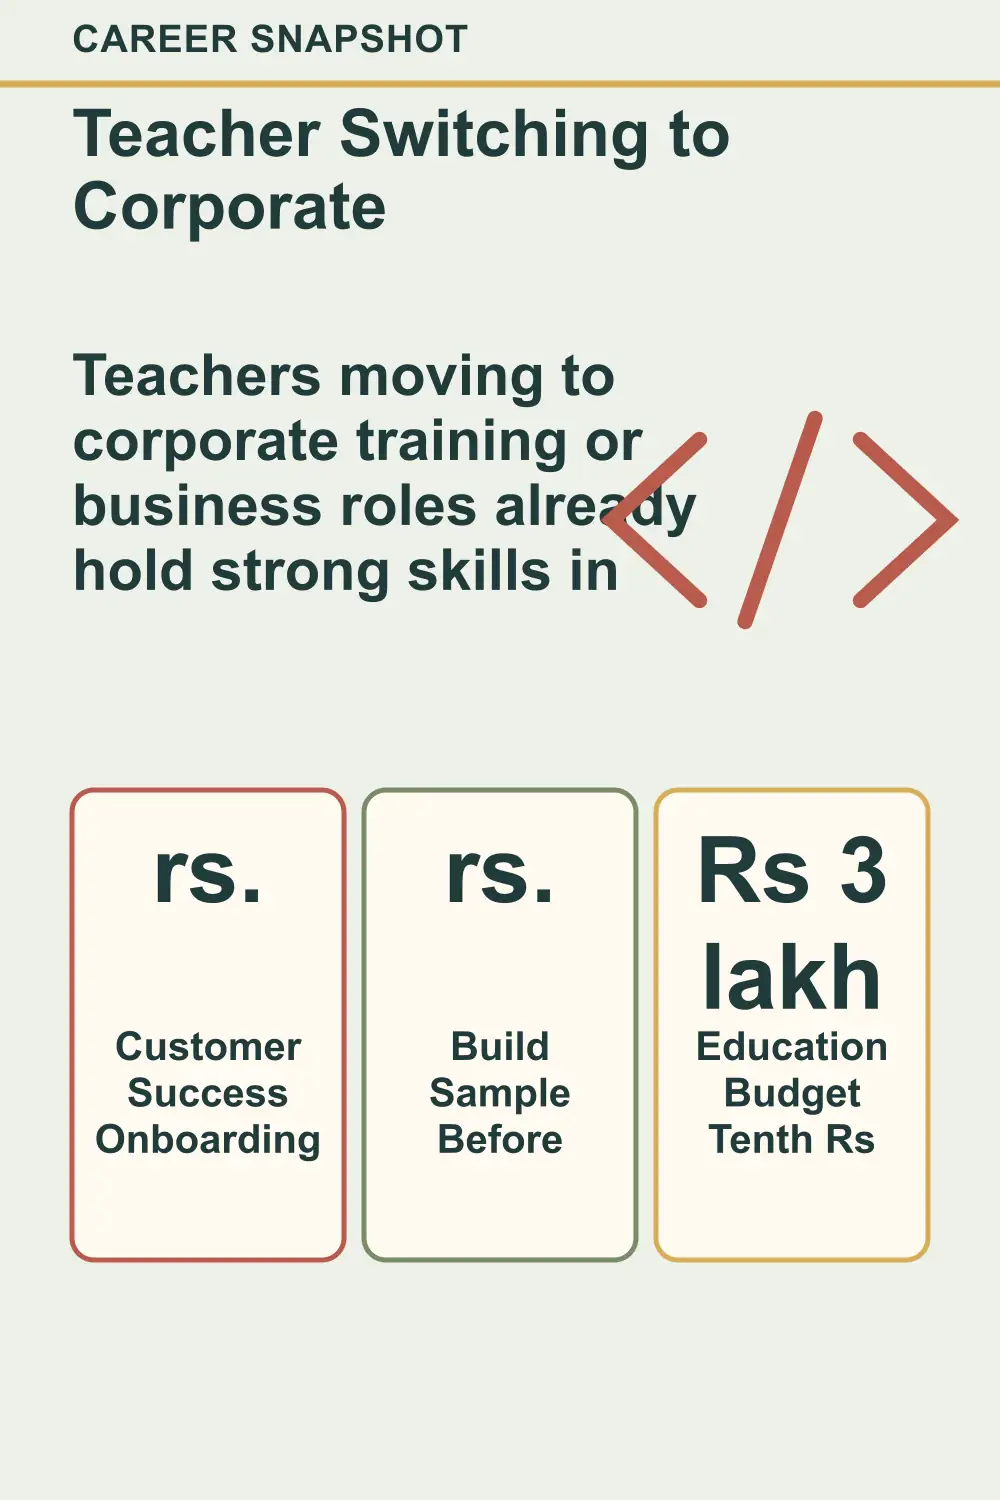 CAREER SNAPSHOT
Teacher Switching to
Corporate
Teachers moving to
corporate training or
business roles already
hold strong skills in
rs.
Customer
Success
Onboarding
rs.
Build
Sample
Before
Rs 3
lakh
Education
Budget
Tenth Rs